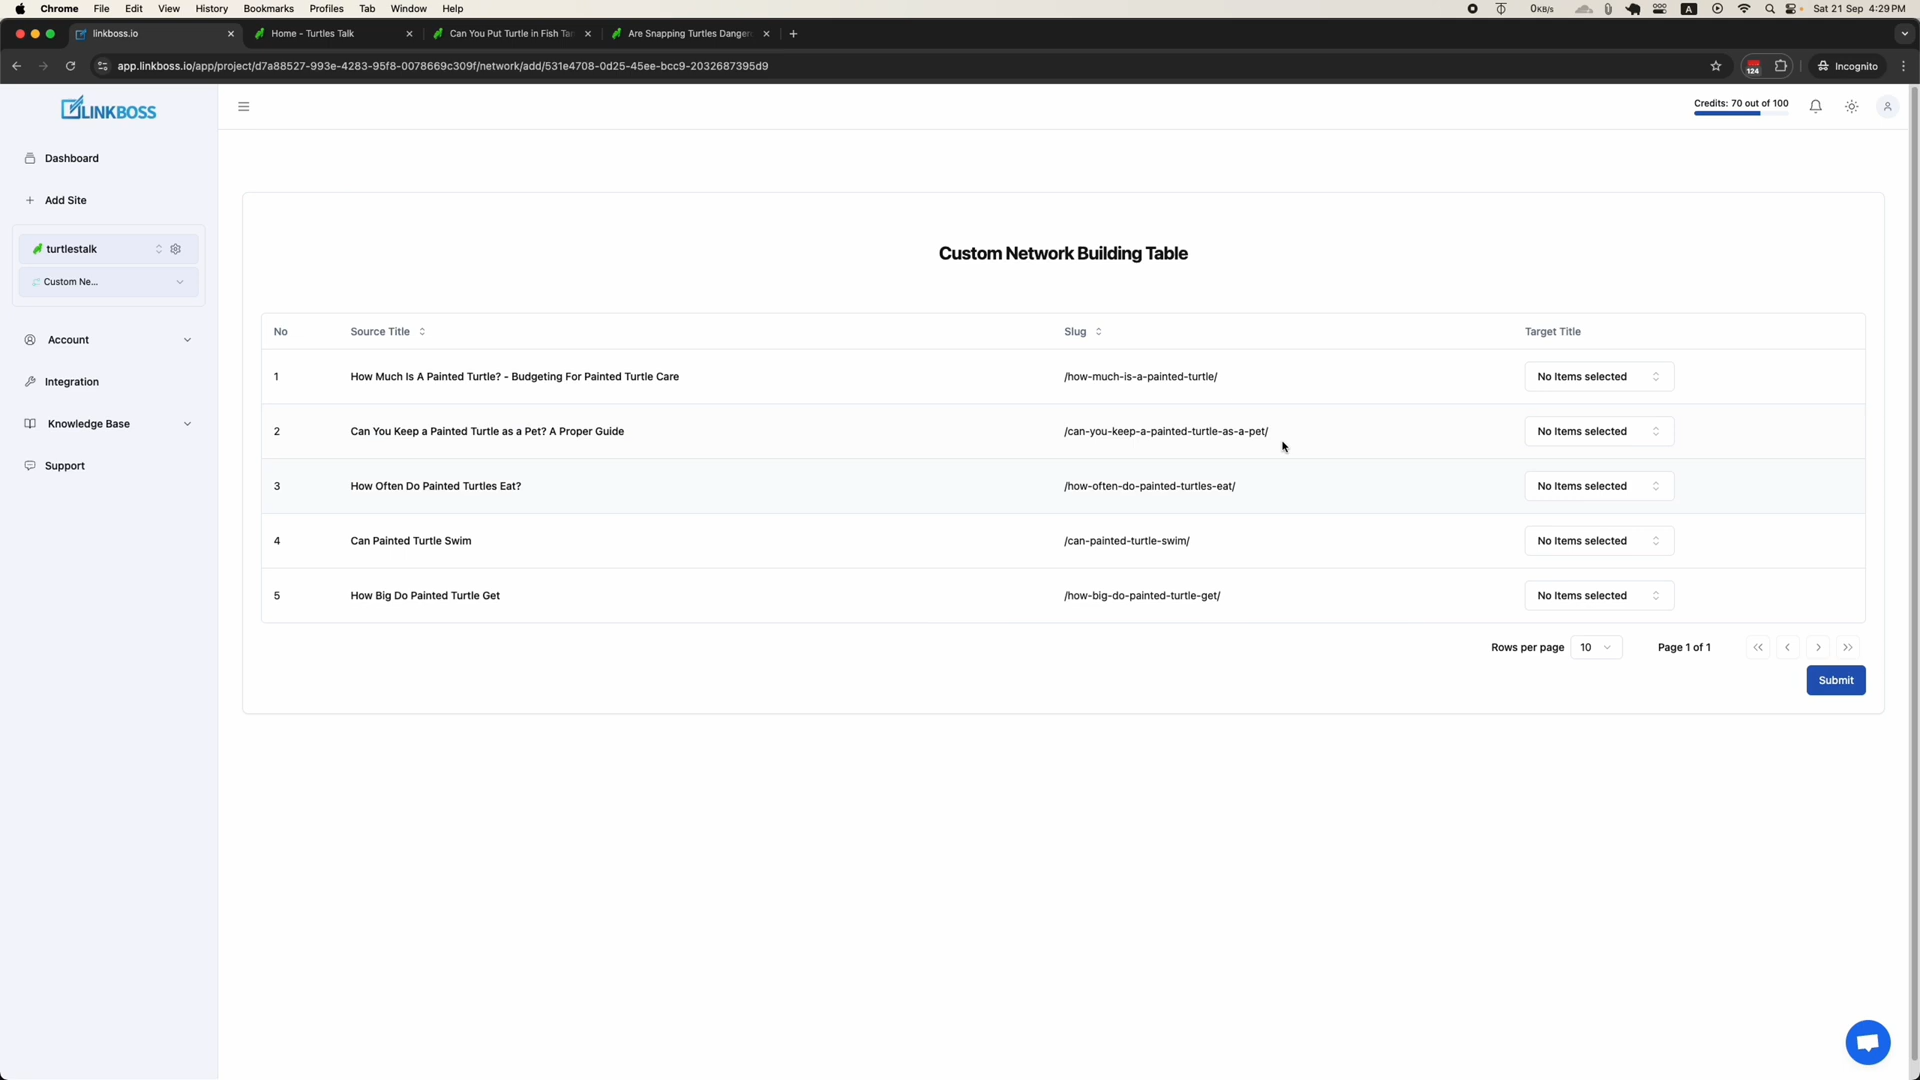 Chrome File Edit View History Bookmarks Profiles Tab Window Help 0KB/s A Sat 21 Sep 4:29PM
linkboss.io Home - Turtles Talk Can You Put Turtle in Fish Tan Are Snapping Turtles Danger
app.linkboss.io/app/project/d7a88527-993e-4283-95f8-0078669c309f/network/add/531e4708-0d25-45ee-bcc9-2032687395d9 124 Incognito
LINKBOSS
Credits: 70 out of 100
Dashboard
Add Site
turtlestalk
Custom Ne...
Account
Integration
Knowledge Base
Support
Custom Network Building Table
No Source Title Slug Target Title
1 How Much Is A Painted Turtle? - Budgeting For Painted Turtle Care /how-much-is-a-painted-turtle/ No Items selected
2 Can You Keep a Painted Turtle as a Pet? A Proper Guide /can-you-keep-a-painted-turtle-as-a-pet/ No Items selected
3 How Often Do Painted Turtles Eat? /how-often-do-painted-turtles-eat/ No Items selected
4 Can Painted Turtle Swim /can-painted-turtle-swim/ No Items selected
5 How Big Do Painted Turtle Get /how-big-do-painted-turtle-get/ No Items selected
Rows per page 10 Page 1 of 1
Submit